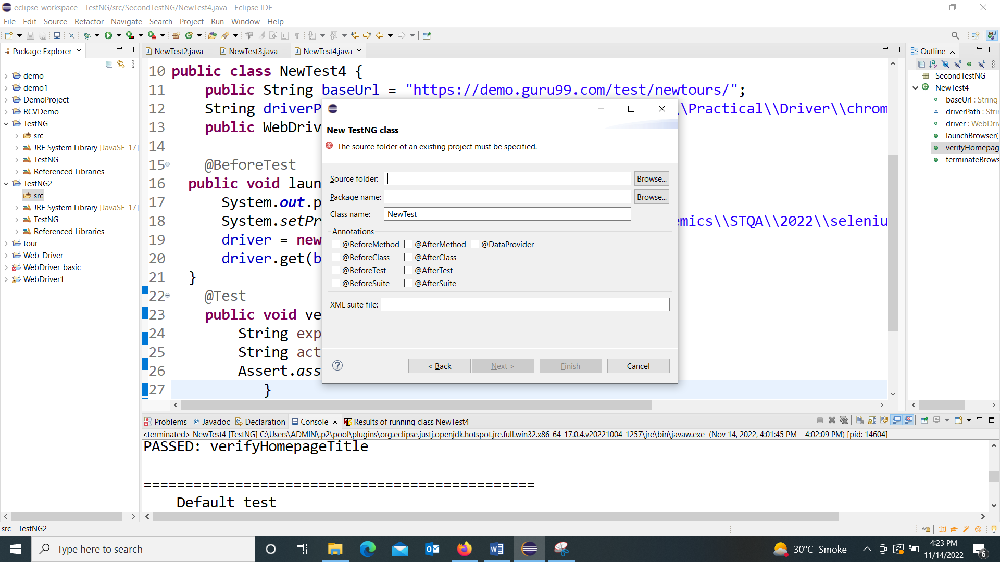 eclipse-workspace - TestNG/src/SecondTestNG/NewTest4.java - Eclipse IDE
File Edit Source Refactor Navigate Search Project Run Window Help
Package Explorer
demo
demo1
DemoProject
RCVDemo
TestNG
src
JRE System Library [JavaSE-17]
TestNG
Referenced Libraries
TestNG2
src
JRE System Library [JavaSE-17]
TestNG
Referenced Libraries
tour
Web_Driver
WebDriver_basic
WebDriver1
NewTest2.java NewTest3.java NewTest4.java
10 public class NewTest4 {
11 public String baseUrl = "https://demo.guru99.com/test/newtours/";
12 String driverP \\Practical\\Driver\\chrom
13 public WebDriv
14
15 @BeforeTest
16 public void laun
17 System.out.p
18 System.setPr emics\\STQA\\2022\\seleniu
19 driver = new
20 driver.get(b
21 }
22 @Test
23 public void ve
24 String exp
25 String act
26 Assert.ass
27 }
New TestNG class
The source folder of an existing project must be specified.
Source folder: Browse...
Package name: Browse...
Class name: NewTest
Annotations
@BeforeMethod @AfterMethod @DataProvider
@BeforeClass @AfterClass
@BeforeTest @AfterTest
@BeforeSuite @AfterSuite
XML suite file:
< Back Next > Finish Cancel
Outline
SecondTestNG
NewTest4
baseUrl : String
driverPath : Strin
driver : WebDriv
launchBrowser()
verifyHomepag
terminateBrows
Problems Javadoc Declaration Console Results of running class NewTest4
<terminated> NewTest4 [TestNG] C:\Users\ADMIN\.p2\pool\plugins\org.eclipse.justj.openjdk.hotspot.jre.full.win32.x86_64_17.0.4.v20221004-1257\jre\bin\javaw.exe (Nov 14, 2022, 4:01:45 PM – 4:02:09 PM) [pid: 14604]
PASSED: verifyHomepageTitle
===============================================
Default test
src - TestNG2
Type here to search
30°C Smoke
4:23 PM
11/14/2022
6